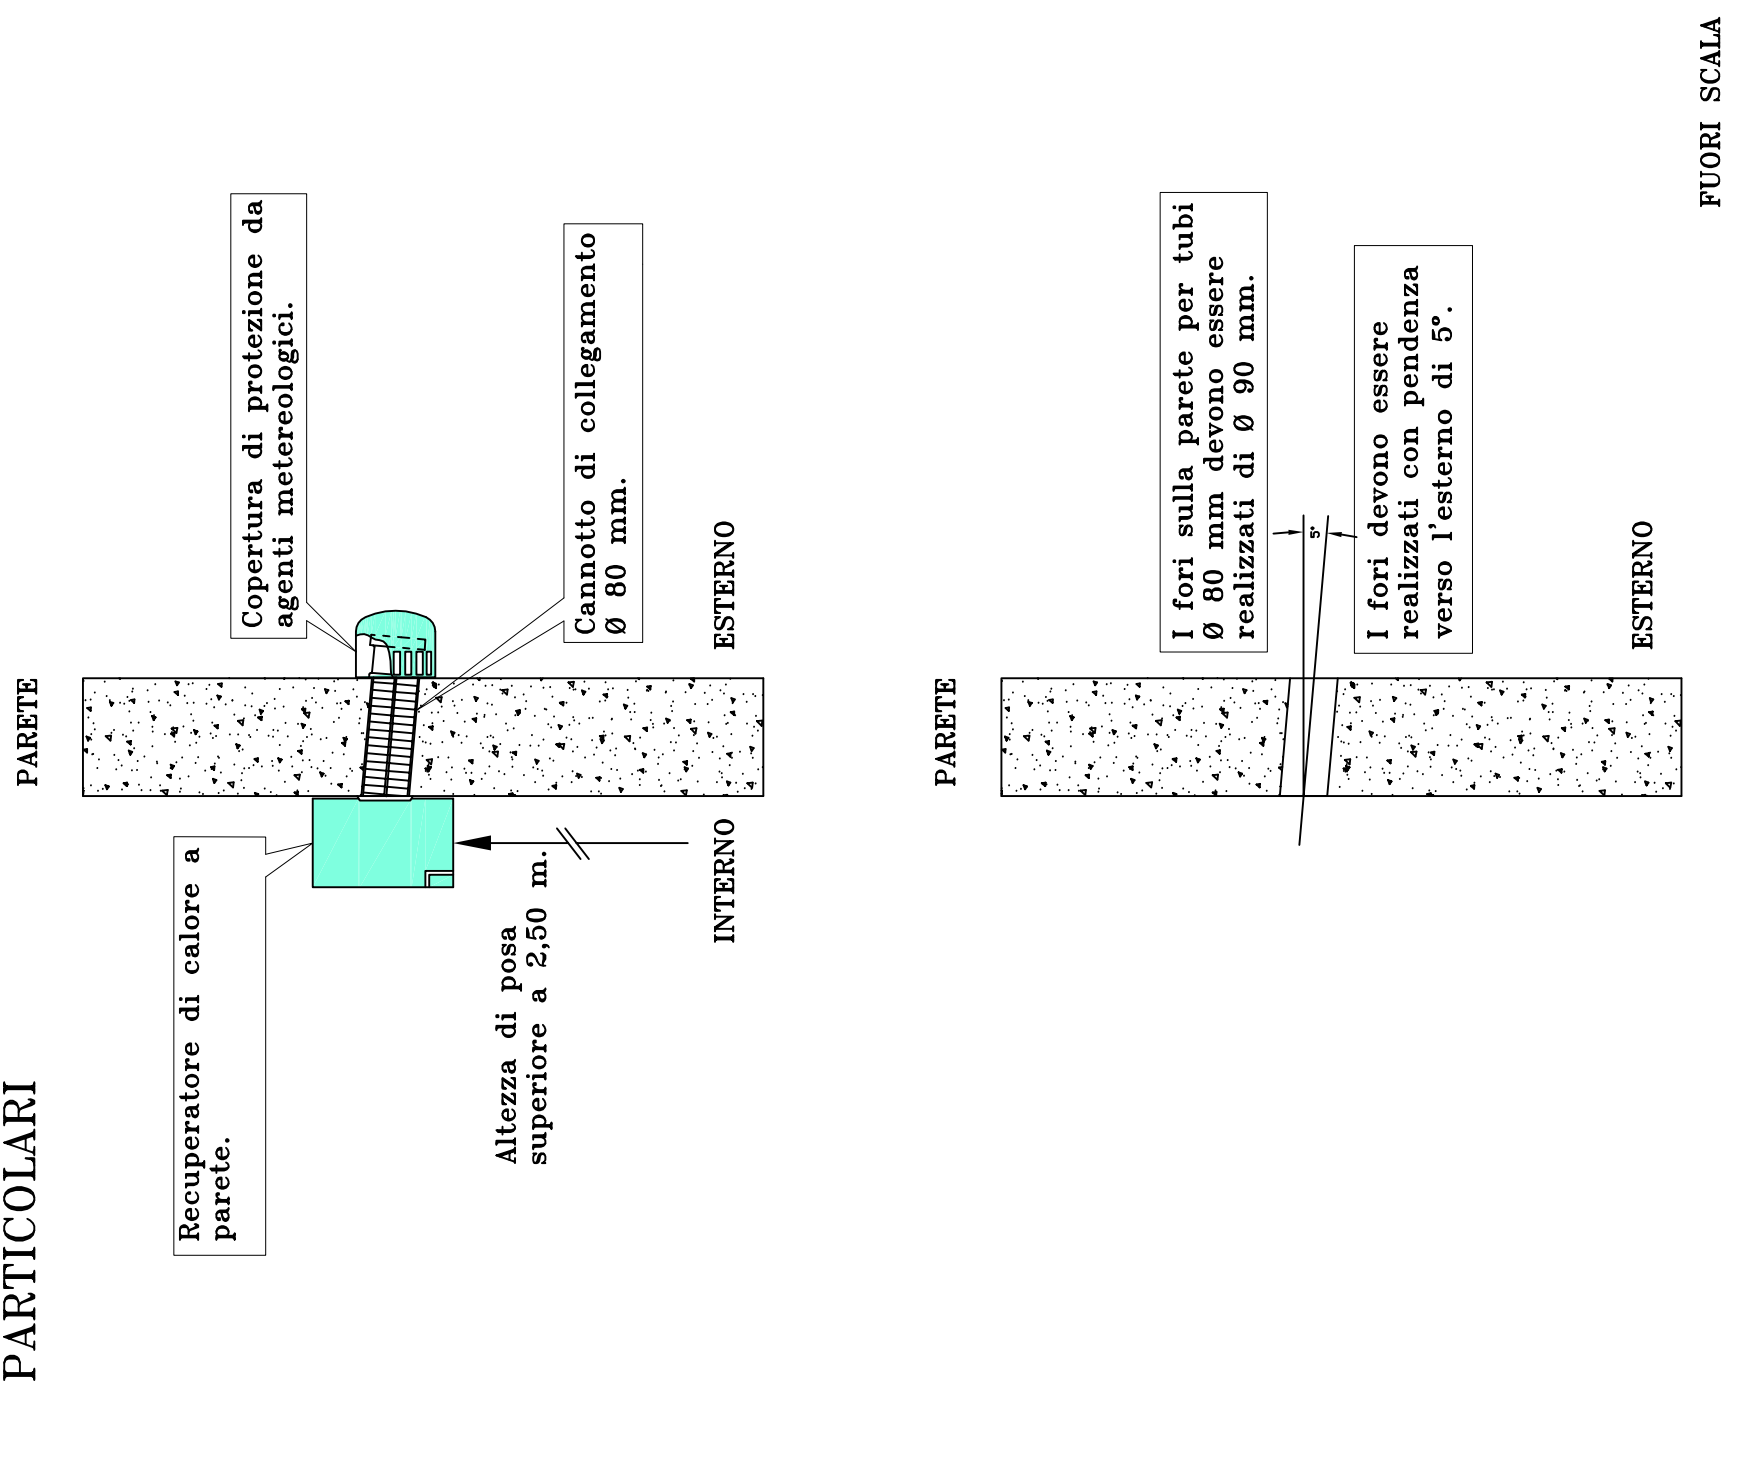 PARTICOLARI
PARETE
Recuperatore di calore a
parete.
Copertura di protezione da
agenti metereologici.
Altezza di posa
superiore a 2,50 m.
Cannotto di collegamento
Ø 80 mm.
INTERNO
ESTERNO
PARETE
I fori sulla parete per tubi
Ø 80 mm devono essere
realizzati di Ø 90 mm.
5°
I fori devono essere
realizzati con pendenza
verso l'esterno di 5°.
ESTERNO
FUORI SCALA